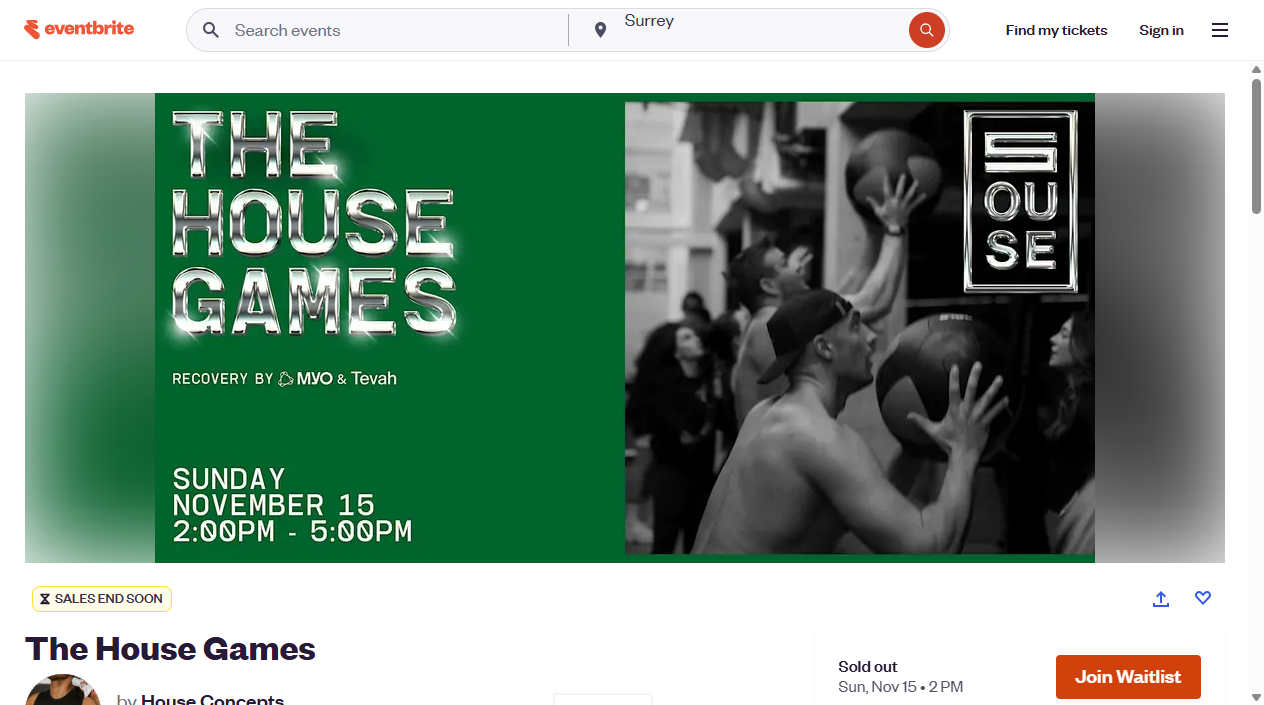 eventbrite
Search events
Surrey
Find my tickets
Sign in
THE
HOUSE
GAMES
RECOVERY BY MYO & Tevah
SUNDAY
NOVEMBER 15
2:00PM - 5:00PM
HOUSE
SALES END SOON
The House Games
by House Concepts
Sold out
Sun, Nov 15 • 2 PM
Join Waitlist